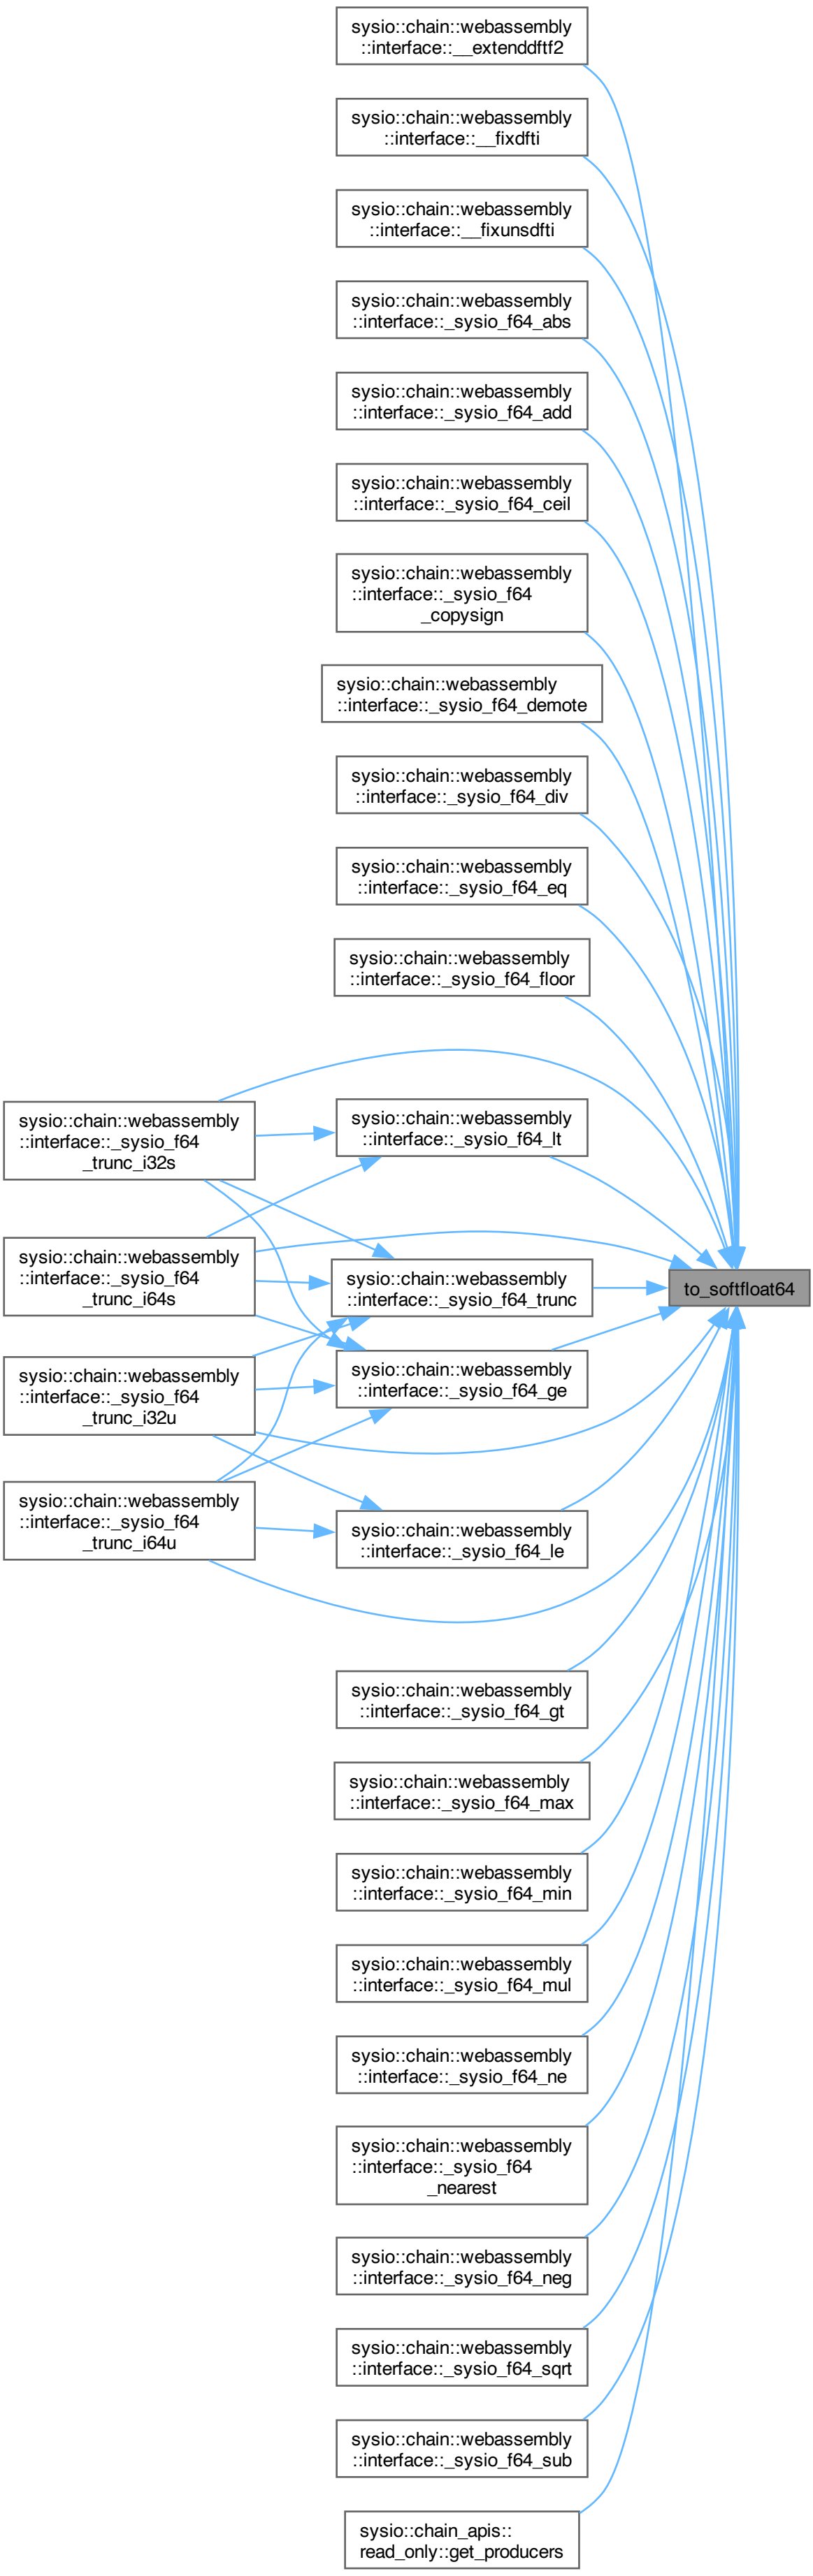 sysio::chain::webassembly
::interface::__extenddftf2
sysio::chain::webassembly
::interface::__fixdfti
sysio::chain::webassembly
::interface::__fixunsdfti
sysio::chain::webassembly
::interface::_sysio_f64_abs
sysio::chain::webassembly
::interface::_sysio_f64_add
sysio::chain::webassembly
::interface::_sysio_f64_ceil
sysio::chain::webassembly
::interface::_sysio_f64
_copysign
sysio::chain::webassembly
::interface::_sysio_f64_demote
sysio::chain::webassembly
::interface::_sysio_f64_div
sysio::chain::webassembly
::interface::_sysio_f64_eq
sysio::chain::webassembly
::interface::_sysio_f64_floor
sysio::chain::webassembly
::interface::_sysio_f64
_trunc_i32s
sysio::chain::webassembly
::interface::_sysio_f64_lt
sysio::chain::webassembly
::interface::_sysio_f64
_trunc_i64s
sysio::chain::webassembly
::interface::_sysio_f64_trunc
to_softfloat64
sysio::chain::webassembly
::interface::_sysio_f64
_trunc_i32u
sysio::chain::webassembly
::interface::_sysio_f64_ge
sysio::chain::webassembly
::interface::_sysio_f64
_trunc_i64u
sysio::chain::webassembly
::interface::_sysio_f64_le
sysio::chain::webassembly
::interface::_sysio_f64_gt
sysio::chain::webassembly
::interface::_sysio_f64_max
sysio::chain::webassembly
::interface::_sysio_f64_min
sysio::chain::webassembly
::interface::_sysio_f64_mul
sysio::chain::webassembly
::interface::_sysio_f64_ne
sysio::chain::webassembly
::interface::_sysio_f64
_nearest
sysio::chain::webassembly
::interface::_sysio_f64_neg
sysio::chain::webassembly
::interface::_sysio_f64_sqrt
sysio::chain::webassembly
::interface::_sysio_f64_sub
sysio::chain_apis::
read_only::get_producers